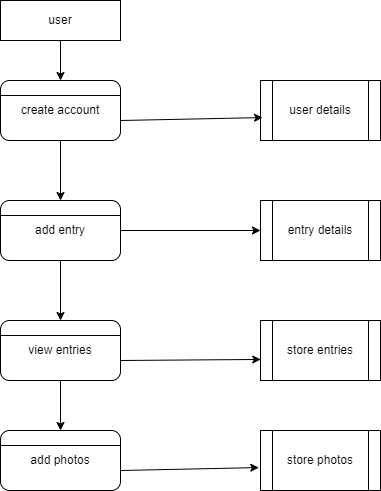 user
create account
user details
add entry
entry details
view entries
store entries
add photos
store photos